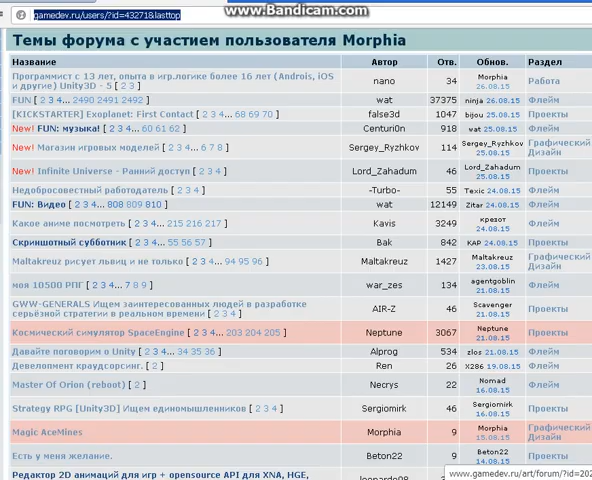 www.Bandicam.com
gamedev.ru/users/?id=43271&lasttop
Темы форума с участием пользователя Morphia
Название Автор Отв. Обнов. Раздел
Программист с 13 лет, опыта в игр.логике более 16 лет (Androis, iOS
и другие) Unity3D - 5 [ 2 3 ] nano 34 Morphia 26.08.15 Работа
FUN [ 2 3 4... 2490 2491 2492 ] wat 37375 ninja 26.08.15 Флейм
[KICKSTARTER] Exoplanet: First Contact [ 2 3 4... 68 69 70 ] false3d 1047 bijou 25.08.15 Проекты
New! FUN: музыка! [ 2 3 4... 60 61 62 ] Centuri0n 918 wat 25.08.15 Флейм
New! Магазин игровых моделей [ 2 3 4... 6 7 8 ] Sergey_Ryzhkov 114 Sergey_Ryzhkov 25.08.15 Графический Дизайн
New! Infinite Universe - Ранний доступ [ 2 3 4 ] Lord_Zahadum 46 Lord_Zahadum 25.08.15 Проекты
Недобросовестный работодатель [ 2 3 4 ] -Turbo- 55 Texic 24.08.15 Флейм
FUN: Видео [ 2 3 4... 808 809 810 ] wat 12149 Zitar 24.08.15 Флейм
Какое аниме посмотреть [ 2 3 4... 215 216 217 ] Kavis 3249 крезот 24.08.15 Флейм
Скриншотный субботник [ 2 3 4... 55 56 57 ] Bak 842 KAP 24.08.15 Проекты
Maltakreuz рисует львиц и не только [ 2 3 4... 94 95 96 ] Maltakreuz 1427 Maltakreuz 23.08.15 Графический Дизайн
моя 10500 РПГ [ 2 3 4... 7 8 9 ] war_zes 134 agentgoblin 21.08.15 Флейм
GWW-GENERALS Ищем заинтересованных людей в разработке
серьёзной стратегии в реальном времени [ 2 3 4 ] AIR-Z 46 Scavenger 21.08.15 Проекты
Космический симулятор SpaceEngine [ 2 3 4... 203 204 205 ] Neptune 3067 Neptune 21.08.15 Проекты
Давайте поговорим о Unity [ 2 3 4... 34 35 36 ] Alprog 534 zlos 21.08.15 Флейм
Девелопмент краудсорсинг. [ 2 ] Ren 26 X286 19.08.15 Флейм
Master Of Orion (reboot) [ 2 ] Necrys 22 Nomad 16.08.15 Флейм
Strategy RPG [Unity3D] Ищем единомышленников [ 2 3 4 ] Sergiomirk 46 Sergiomirk 16.08.15 Проекты
Magic AceMines Morphia 9 Morphia 15.08.15 Графический Дизайн
Есть у меня желание. Beton22 9 Beton22 14.08.15 Проекты
Редактор 2D анимаций для игр + opensource API для XNA, HGE,
www.gamedev.ru/art/forum/?id=202